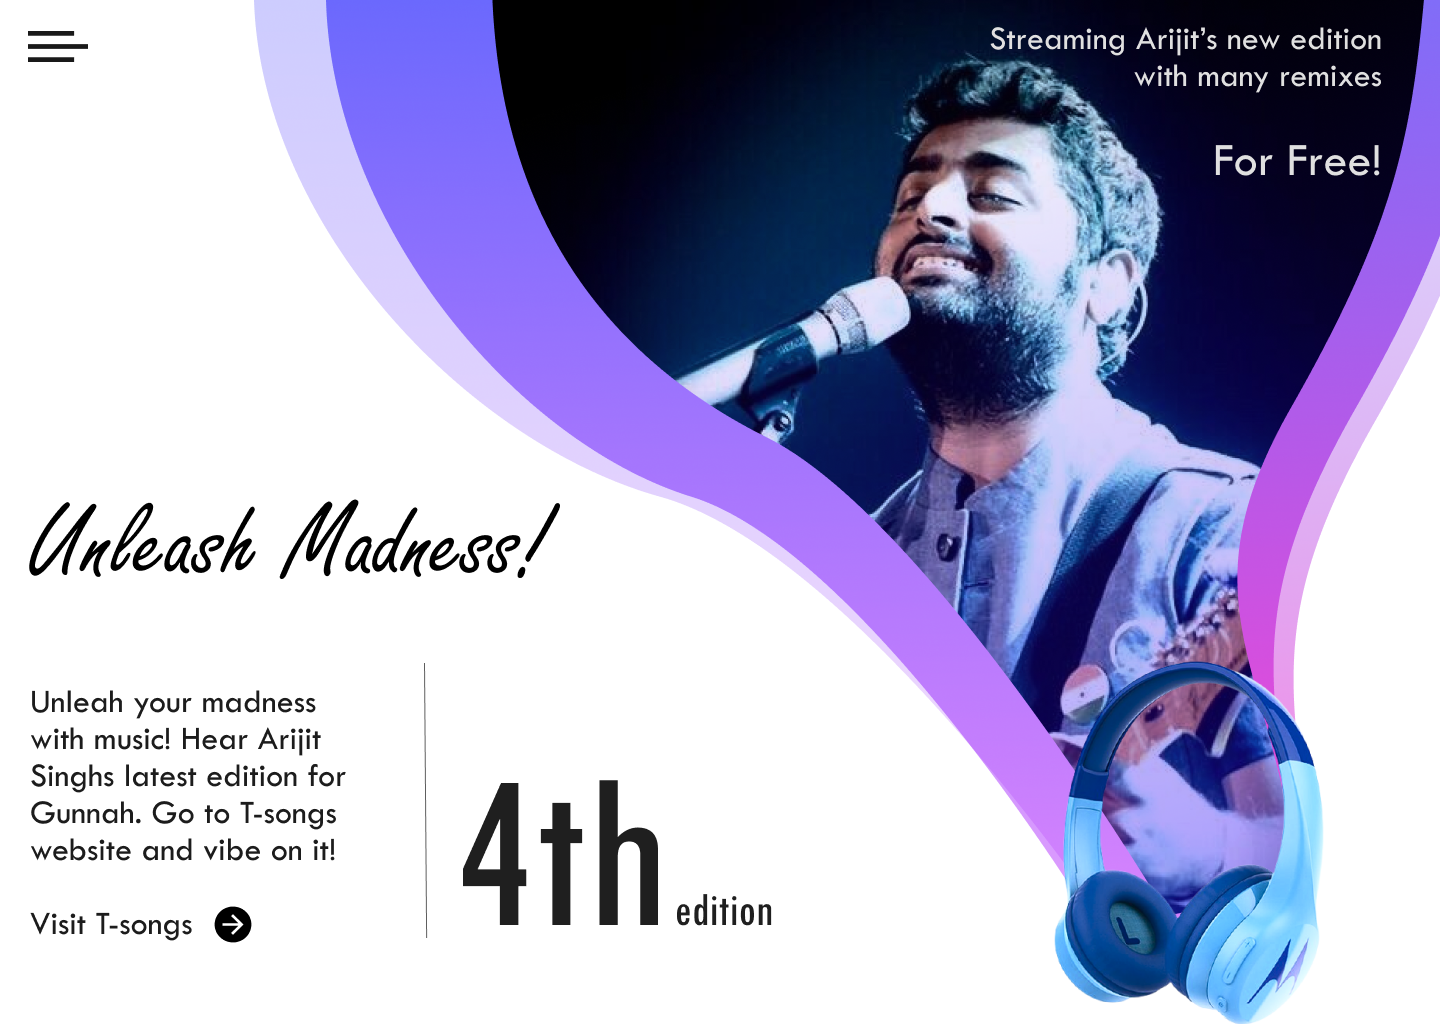 Streaming Arijit’s new edition
with many remixes
For Free!
Unleash Madness!
Unleah your madness
with music! Hear Arijit
Singhs latest edition for
Gunnah. Go to T-songs
website and vibe on it!
Visit T-songs
4th edition
L